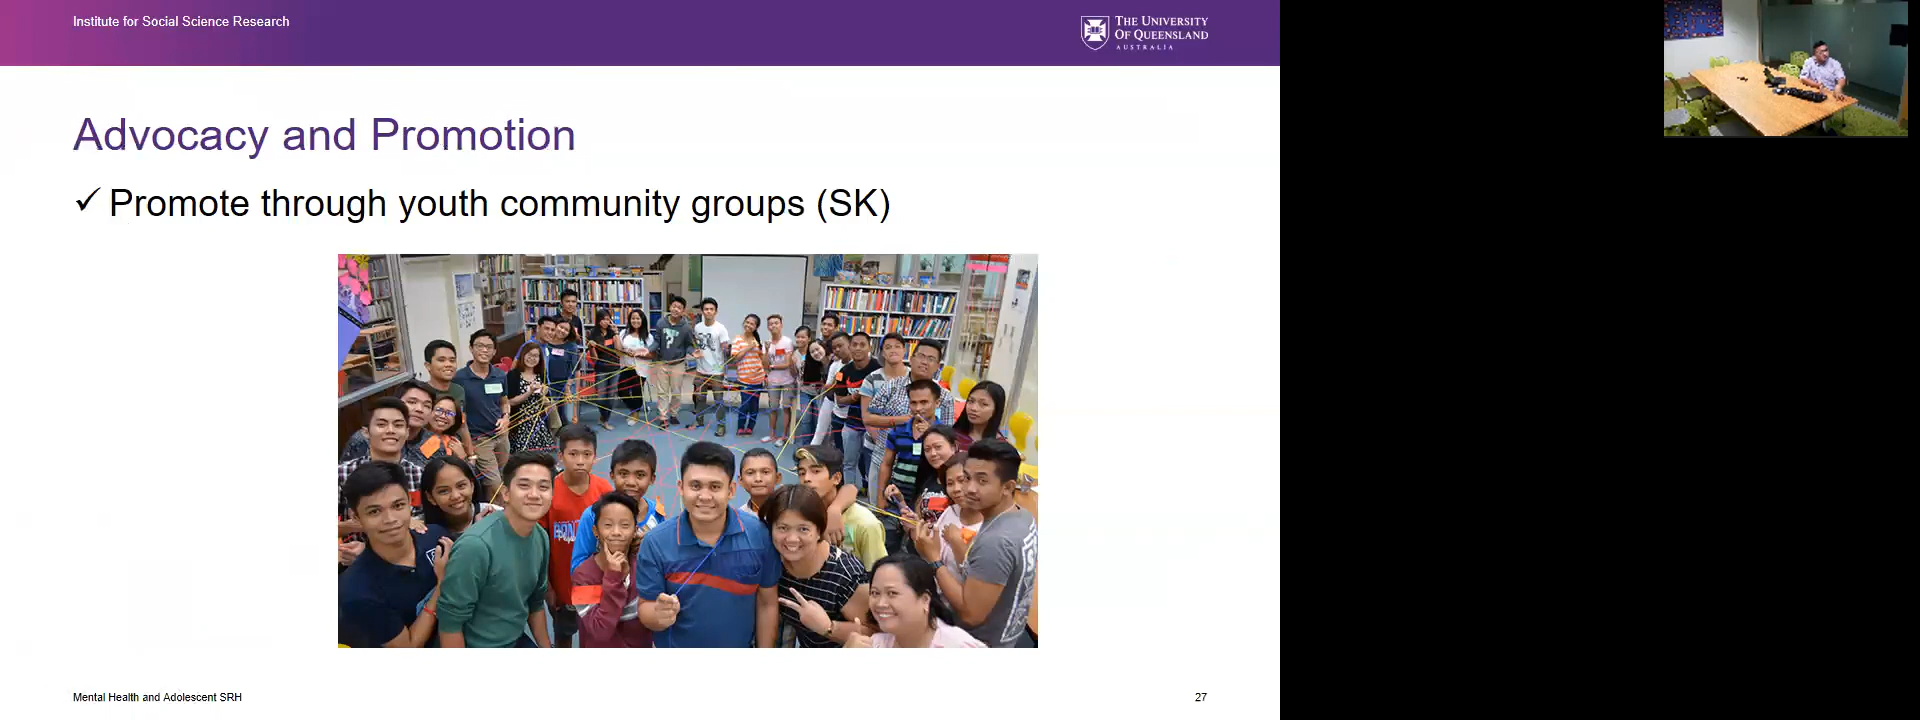 Institute for Social Science Research
THE UNIVERSITY
OF QUEENSLAND
AUSTRALIA
Advocacy and Promotion
✓ Promote through youth community groups (SK)
Mental Health and Adolescent SRH
27